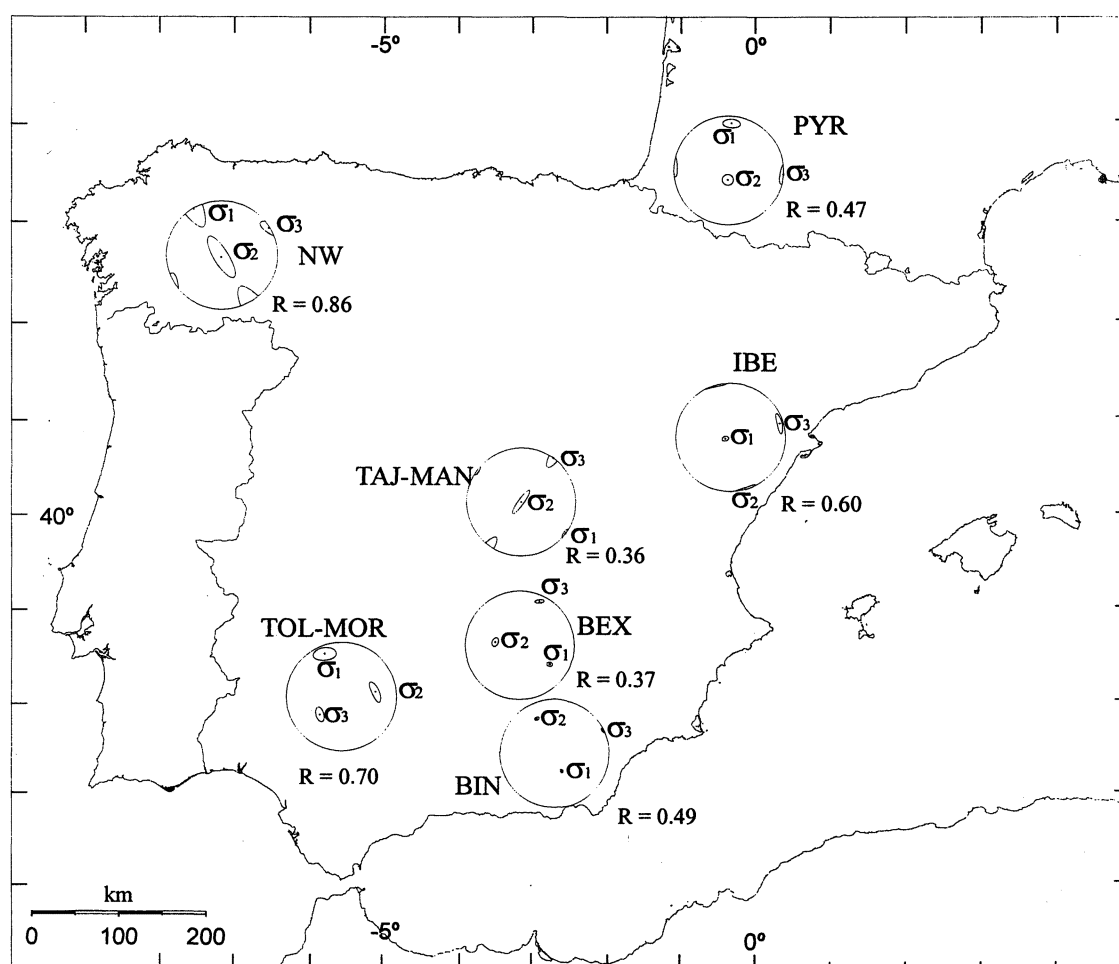 -5º 0º
PYR
σ1
σ2 σ3
R = 0.47
σ1 σ3
σ2 NW
R = 0.86
IBE
σ3
σ1
σ2 R = 0.60
TAJ-MAN σ3
σ2
40º
σ1
R = 0.36
σ3
BEX
σ2 σ1
R = 0.37
TOL-MOR
σ1
σ2
σ3
R = 0.70
σ2 σ3
σ1
BIN
R = 0.49
km
0 100 200
-5º 0º